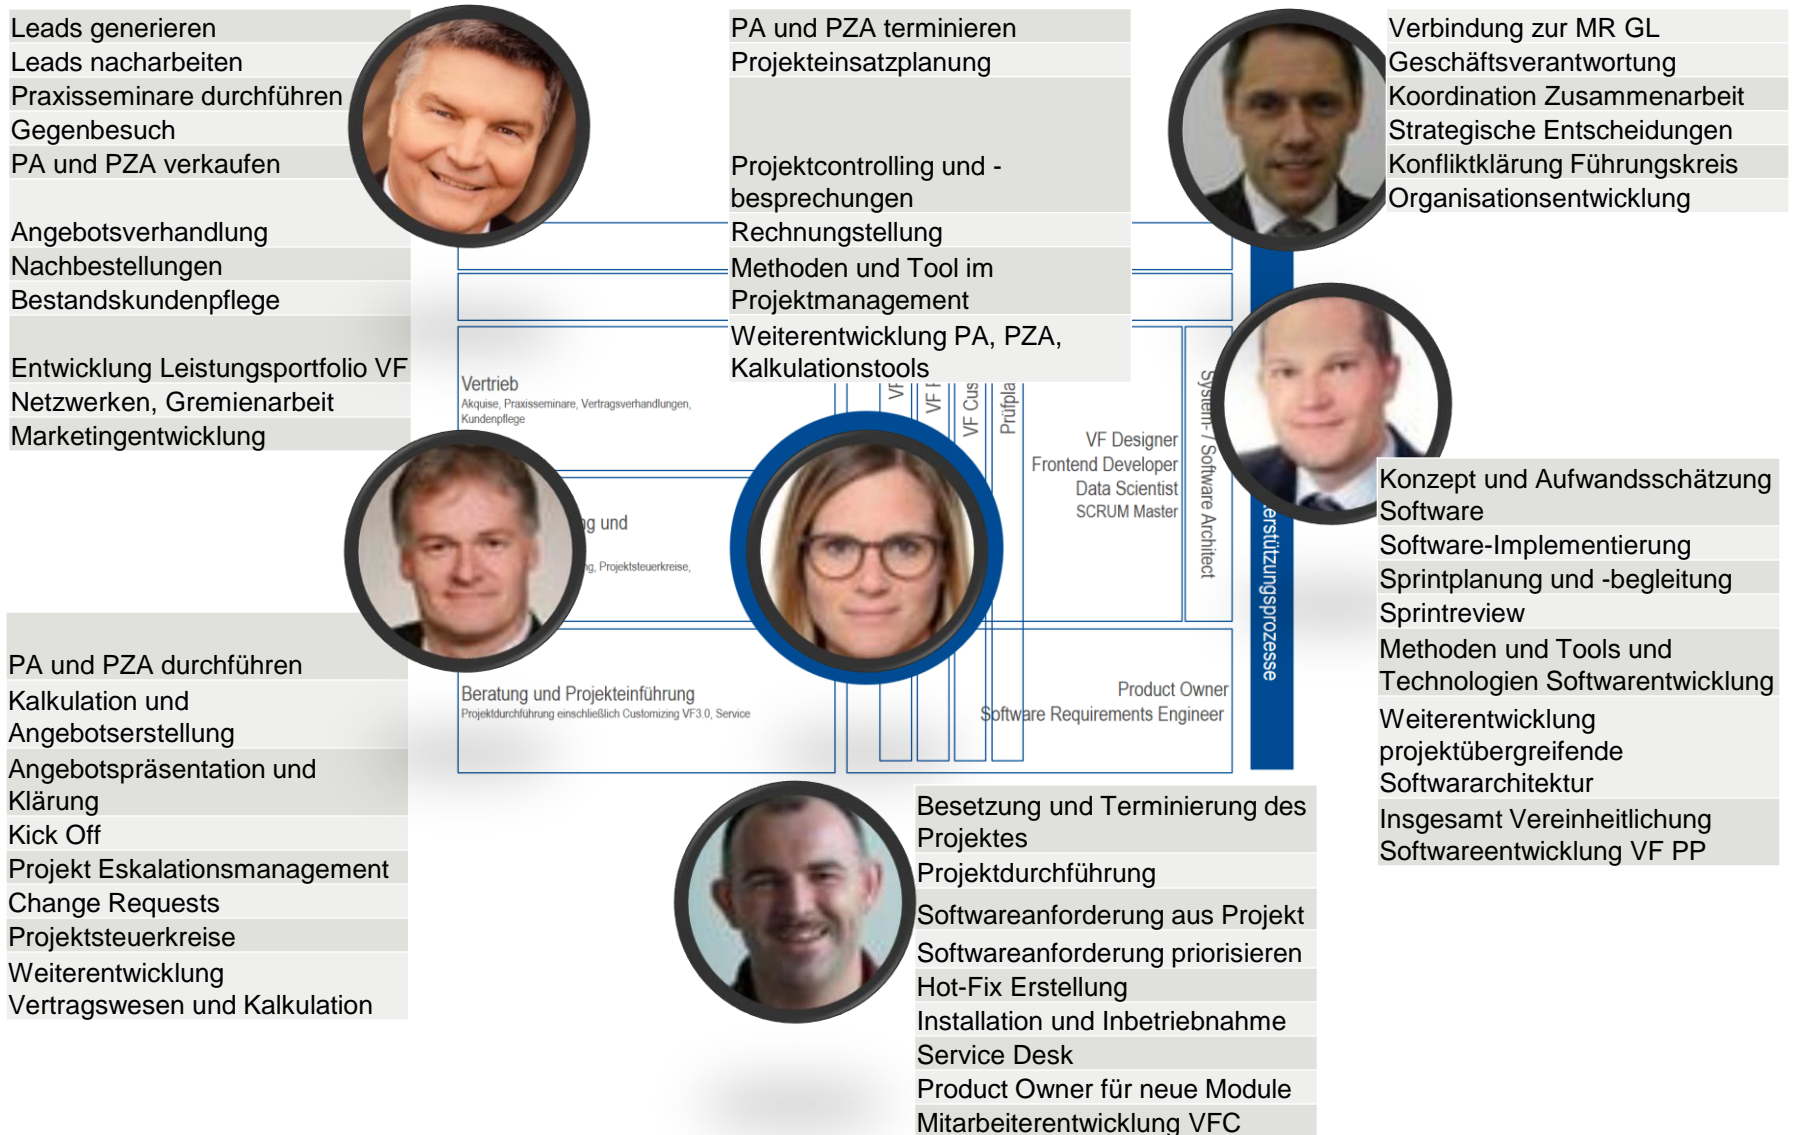 Leads generieren
Leads nacharbeiten
Praxisseminare durchführen
Gegenbesuch
PA und PZA verkaufen
Angebotsverhandlung
Nachbestellungen
Bestandskundenpflege
Entwicklung Leistungsportfolio VF
Netzwerken, Gremienarbeit
Marketingentwicklung
PA und PZA terminieren
Projekteinsatzplanung
Projektcontrolling und -
besprechungen
Rechnungstellung
Methoden und Tool im
Projektmanagement
Weiterentwicklung PA, PZA,
Kalkulationstools
Verbindung zur MR GL
Geschäftsverantwortung
Koordination Zusammenarbeit
Strategische Entscheidungen
Konfliktklärung Führungskreis
Organisationsentwicklung
Vertrieb
Akquise, Praxisseminare, Vertragsverhandlungen,
Kundenpflege
ng und
ng, Projektsteuerkreise,
Beratung und Projekteinführung
Projektdurchführung einschließlich Customizing VF3.0, Service
VF
VF F
VF Cus
Prüfpla
VF Designer
Frontend Developer
Data Scientist
SCRUM Master
System- / Software Architect
terstützungsprozesse
Product Owner
Software Requirements Engineer
PA und PZA durchführen
Kalkulation und
Angebotserstellung
Angebotspräsentation und
Klärung
Kick Off
Projekt Eskalationsmanagement
Change Requests
Projektsteuerkreise
Weiterentwicklung
Vertragswesen und Kalkulation
Konzept und Aufwandsschätzung
Software
Software-Implementierung
Sprintplanung und -begleitung
Sprintreview
Methoden und Tools und
Technologien Softwarentwicklung
Weiterentwicklung
projektübergreifende
Softwararchitektur
Insgesamt Vereinheitlichung
Softwareentwicklung VF PP
Besetzung und Terminierung des
Projektes
Projektdurchführung
Softwareanforderung aus Projekt
Softwareanforderung priorisieren
Hot-Fix Erstellung
Installation und Inbetriebnahme
Service Desk
Product Owner für neue Module
Mitarbeiterentwicklung VFC